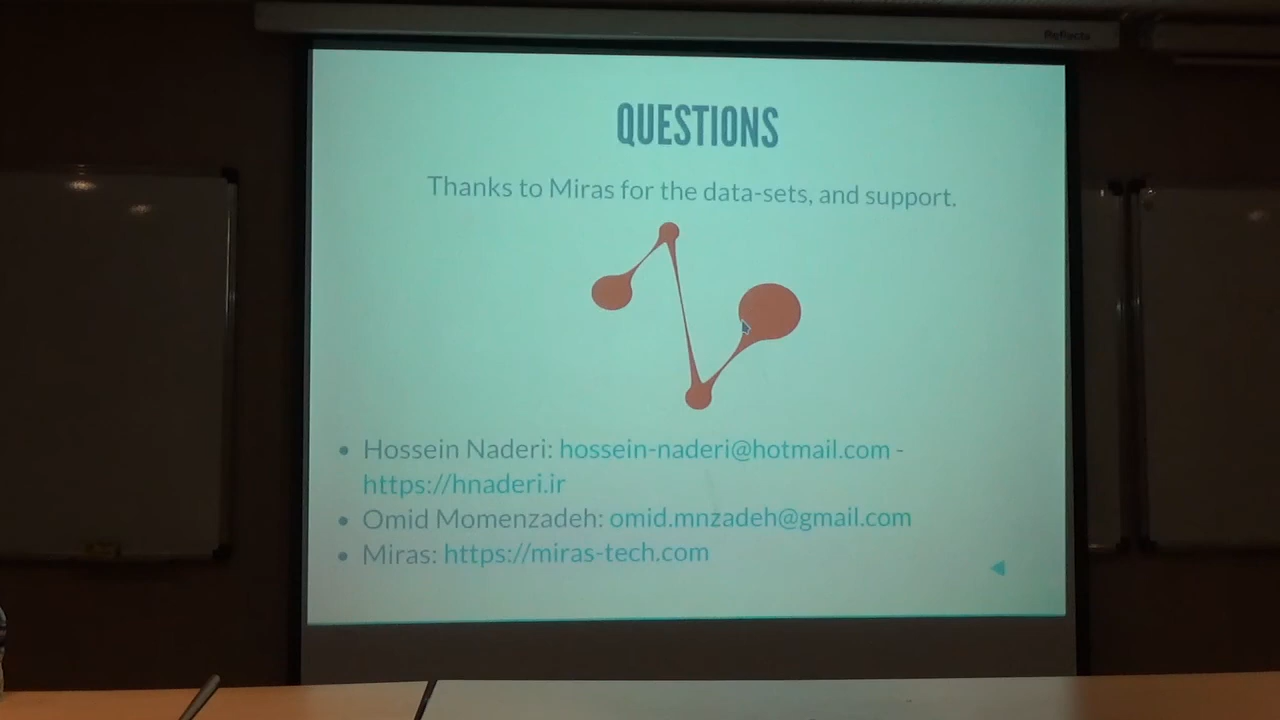 Reflecta
QUESTIONS
Thanks to Miras for the data-sets, and support.
Hossein Naderi: hossein-naderi@hotmail.com -
https://hnaderi.ir
Omid Momenzadeh: omid.mnzadeh@gmail.com
Miras: https://miras-tech.com